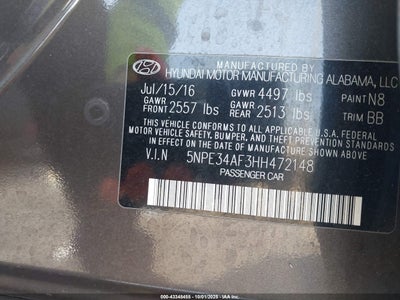 MANUFACTURED BY
HYUNDAI MOTOR MANUFACTURING ALABAMA, LLC
Jul/15/16 GVWR 4497 lbs PAINT N8
GAWR FRONT 2557 lbs GAWR REAR 2513 lbs TRIM BB
THIS VEHICLE CONFORMS TO ALL APPLICABLE U.S.A. FEDERAL
MOTOR VEHICLE SAFETY, BUMPER, AND THEFT PREVENTION
STANDARDS IN EFFECT ON THE DATE OF MANUFACTURE SHOWN ABOVE.
V.I.N 5NPE34AF3HH472148
PASSENGER CAR
000-43348455 - 10/01/2025 - IAAI